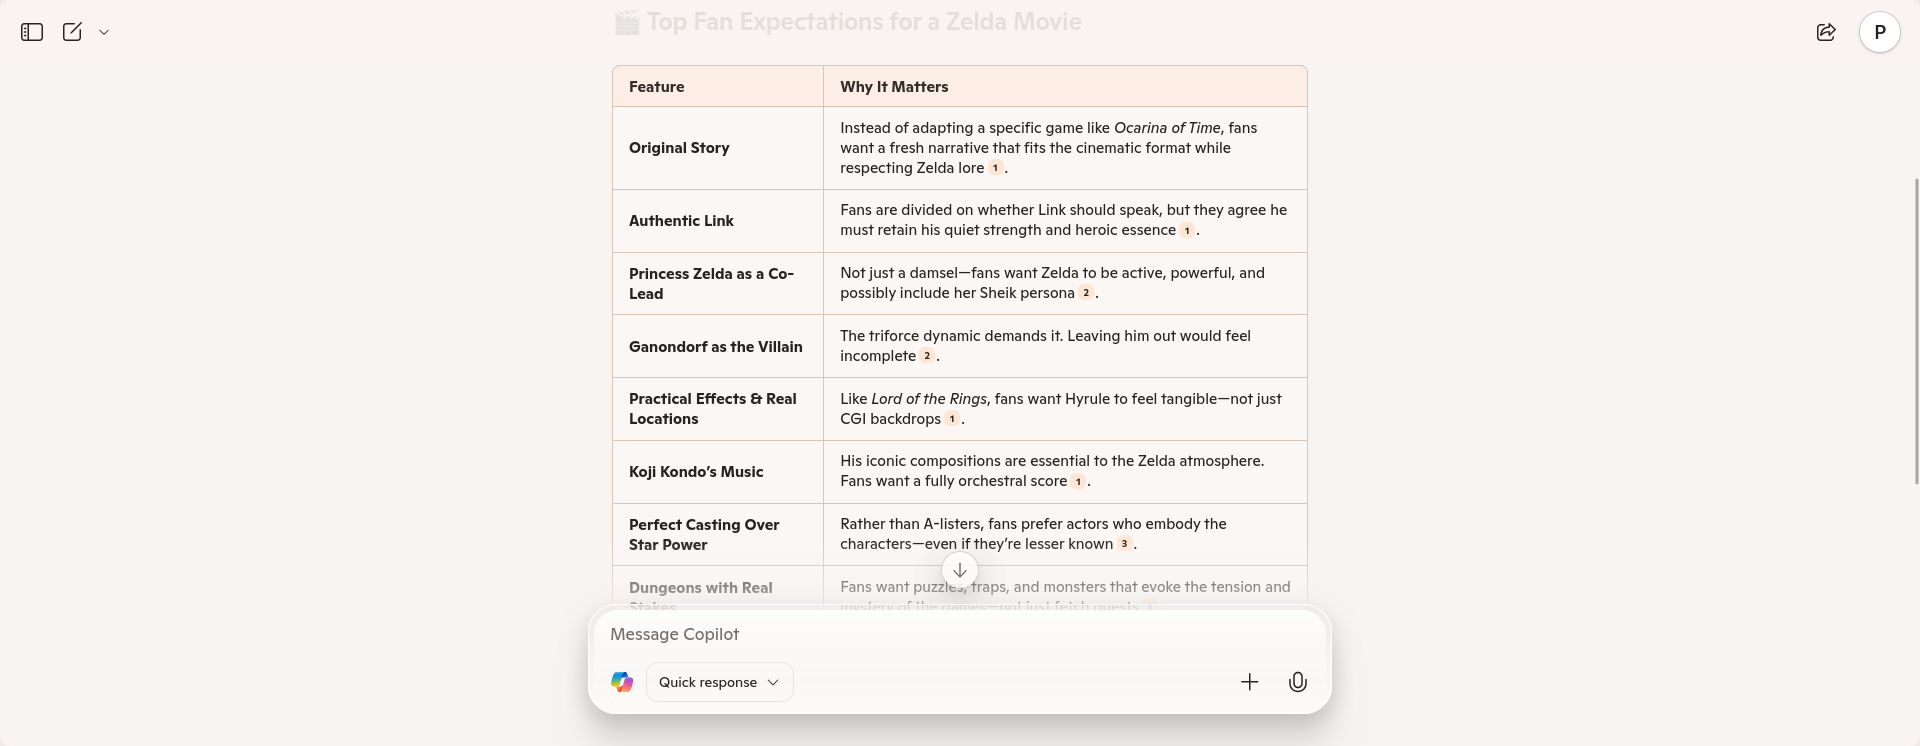 🎬 Top Fan Expectations for a Zelda Movie
P
Feature
Why It Matters
Original Story
Instead of adapting a specific game like Ocarina of Time, fans
want a fresh narrative that fits the cinematic format while
respecting Zelda lore 1 .
Authentic Link
Fans are divided on whether Link should speak, but they agree he
must retain his quiet strength and heroic essence 1 .
Princess Zelda as a Co-
Lead
Not just a damsel—fans want Zelda to be active, powerful, and
possibly include her Sheik persona 2 .
Ganondorf as the Villain
The triforce dynamic demands it. Leaving him out would feel
incomplete 2 .
Practical Effects & Real
Locations
Like Lord of the Rings, fans want Hyrule to feel tangible—not just
CGI backdrops 1 .
Koji Kondo’s Music
His iconic compositions are essential to the Zelda atmosphere.
Fans want a fully orchestral score 1 .
Perfect Casting Over
Star Power
Rather than A-listers, fans prefer actors who embody the
characters—even if they’re lesser known 3 .
Dungeons with Real
Stakes
Fans want puzzles, traps, and monsters that evoke the tension and
mystery of the games—not just fetch quests 1 .
Message Copilot
Quick response